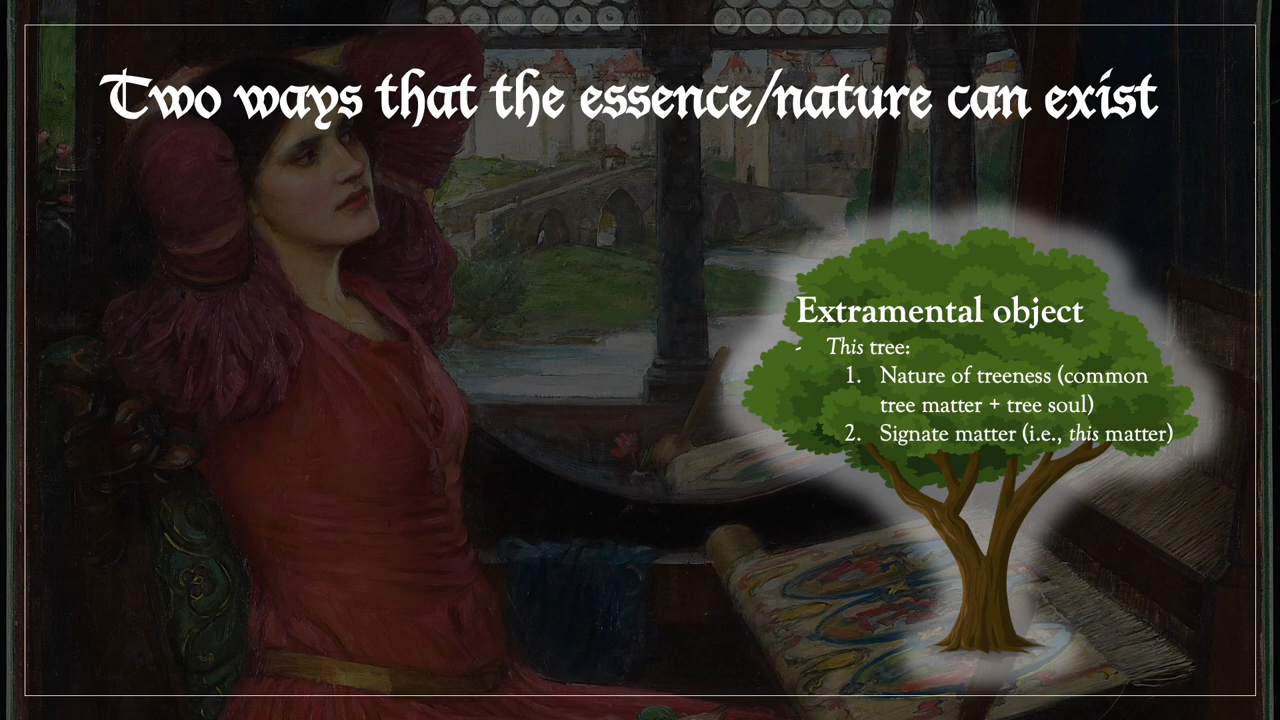 Two ways that the essence/nature can exist
Extramental object
- This tree:
1. Nature of treeness (common
tree matter + tree soul)
2. Signate matter (i.e., this matter)